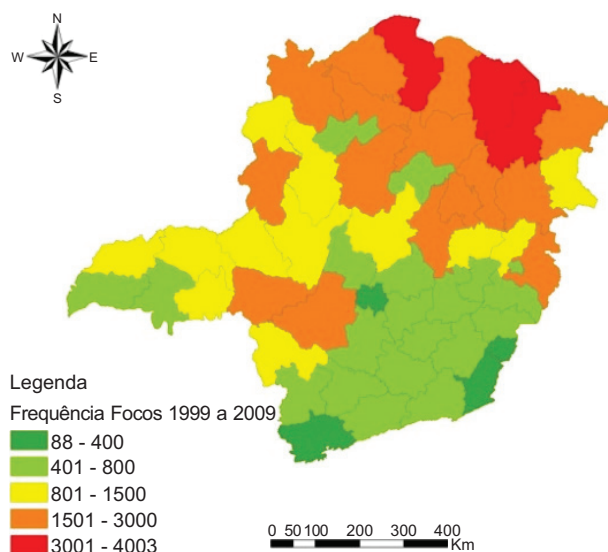 N
W E
S
Legenda
Frequência Focos 1999 a 2009
88 - 400
401 - 800
801 - 1500
1501 - 3000
3001 - 4003
0 50 100 200 300 400
Km